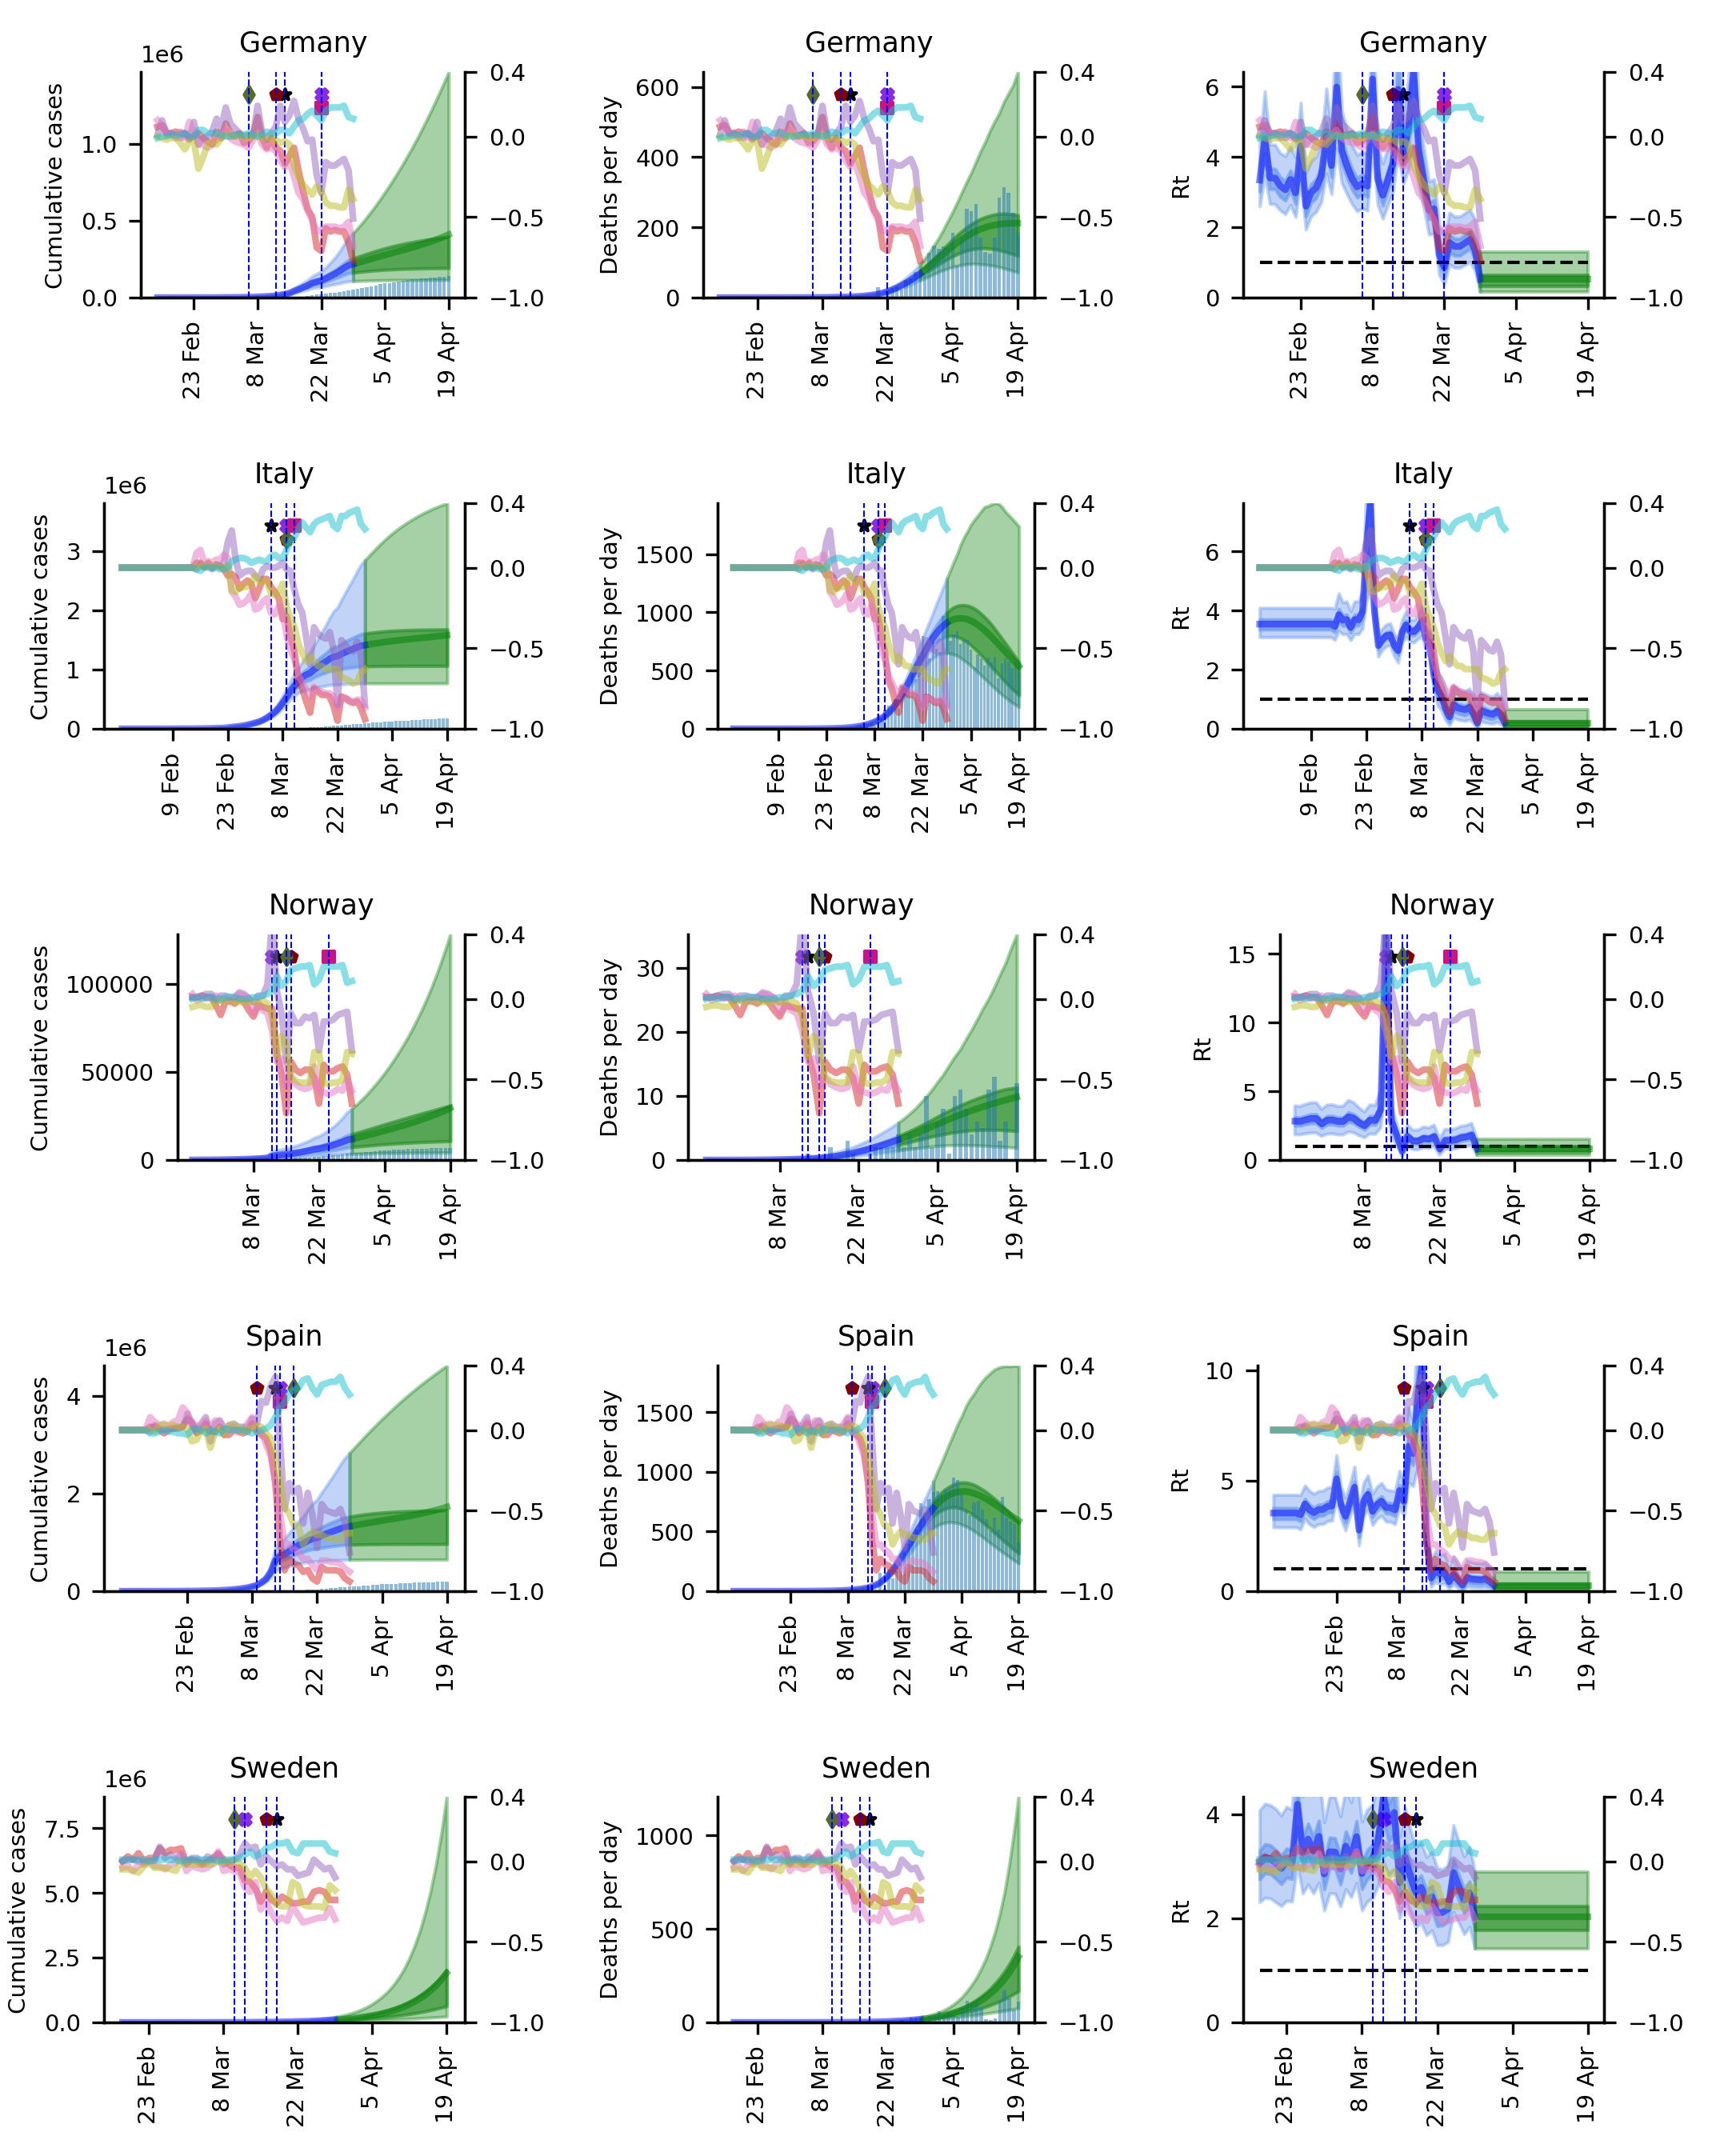 Germany
1e6
Cumulative cases
1.0
0.5
0.0
0.4
0.0
−0.5
−1.0
23 Feb
8 Mar
22 Mar
5 Apr
19 Apr
Germany
Deaths per day
600
400
200
0
0.4
0.0
−0.5
−1.0
23 Feb
8 Mar
22 Mar
5 Apr
19 Apr
Germany
Rt
6
4
2
0
0.4
0.0
−0.5
−1.0
23 Feb
8 Mar
22 Mar
5 Apr
19 Apr
Italy
1e6
Cumulative cases
3
2
1
0
0.4
0.0
−0.5
−1.0
9 Feb
23 Feb
8 Mar
22 Mar
5 Apr
19 Apr
Italy
Deaths per day
1500
1000
500
0
0.4
0.0
−0.5
−1.0
9 Feb
23 Feb
8 Mar
22 Mar
5 Apr
19 Apr
Italy
Rt
6
4
2
0
0.4
0.0
−0.5
−1.0
9 Feb
23 Feb
8 Mar
22 Mar
5 Apr
19 Apr
Norway
Cumulative cases
100000
50000
0
0.4
0.0
−0.5
−1.0
8 Mar
22 Mar
5 Apr
19 Apr
Norway
Deaths per day
30
20
10
0
0.4
0.0
−0.5
−1.0
8 Mar
22 Mar
5 Apr
19 Apr
Norway
Rt
15
10
5
0
0.4
0.0
−0.5
−1.0
8 Mar
22 Mar
5 Apr
19 Apr
Spain
1e6
Cumulative cases
4
2
0
0.4
0.0
−0.5
−1.0
23 Feb
8 Mar
22 Mar
5 Apr
19 Apr
Spain
Deaths per day
1500
1000
500
0
0.4
0.0
−0.5
−1.0
23 Feb
8 Mar
22 Mar
5 Apr
19 Apr
Spain
Rt
10
5
0
0.4
0.0
−0.5
−1.0
23 Feb
8 Mar
22 Mar
5 Apr
19 Apr
Sweden
1e6
Cumulative cases
7.5
5.0
2.5
0.0
0.4
0.0
−0.5
−1.0
23 Feb
8 Mar
22 Mar
5 Apr
19 Apr
Sweden
Deaths per day
1000
500
0
0.4
0.0
−0.5
−1.0
23 Feb
8 Mar
22 Mar
5 Apr
19 Apr
Sweden
Rt
4
2
0
0.4
0.0
−0.5
−1.0
23 Feb
8 Mar
22 Mar
5 Apr
19 Apr